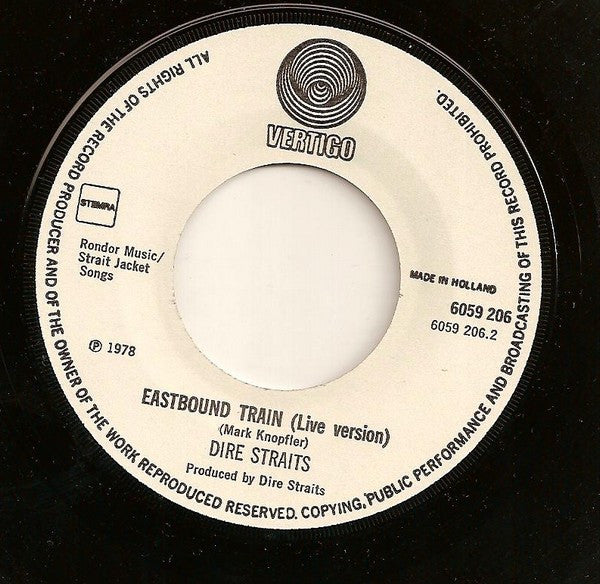 ALL RIGHTS OF THE RECORD PRODUCER AND OF THE OWNER OF THE WORK REPRODUCED RESERVED. COPYING, PUBLIC PERFORMANCE AND BROADCASTING OF THIS RECORD PROHIBITED.
VERTIGO
STEMRA
Rondor Music/
Strait Jacket
Songs
MADE IN HOLLAND
6059 206
6059 206.2
℗ 1978
EASTBOUND TRAIN (Live version)
(Mark Knopfler)
DIRE STRAITS
Produced by Dire Straits